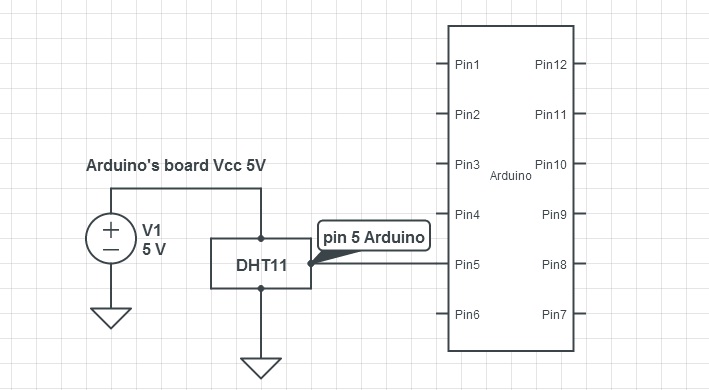 Arduino's board Vcc 5V
V1
5 V
DHT11
pin 5 Arduino
Pin1
Pin2
Pin3
Pin4
Pin5
Pin6
Arduino
Pin12
Pin11
Pin10
Pin9
Pin8
Pin7